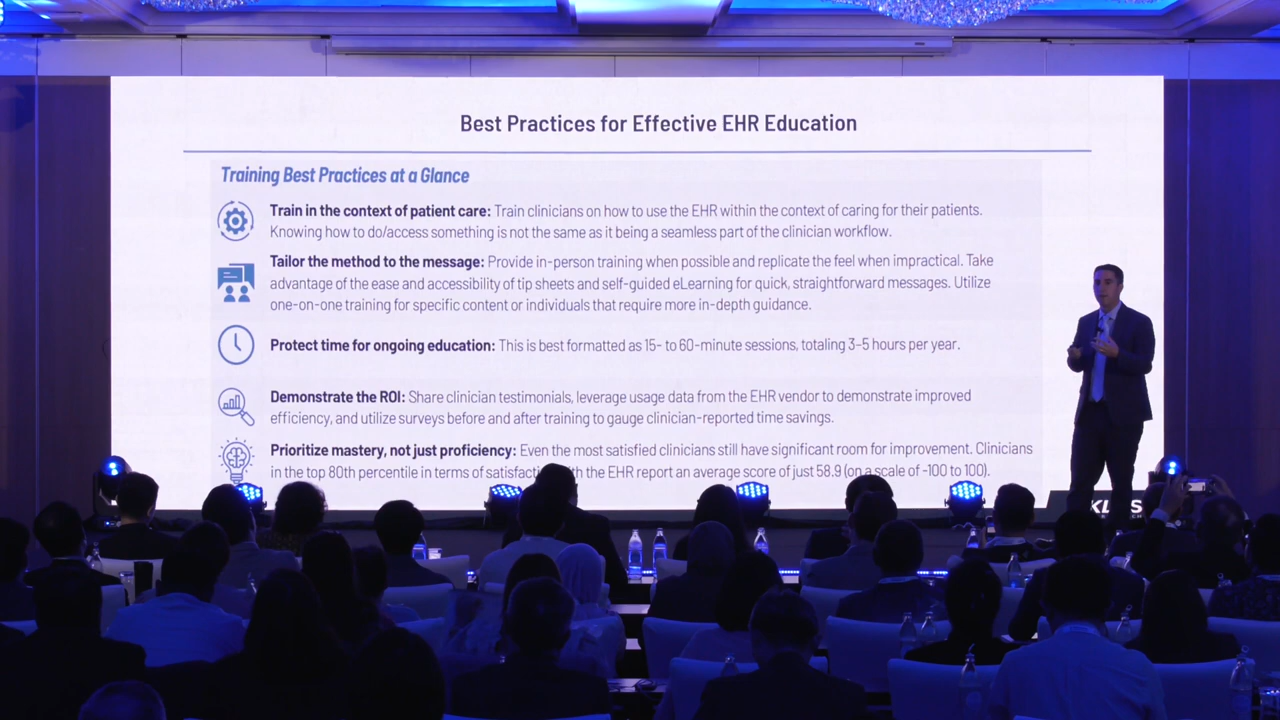 Best Practices for Effective EHR Education
Training Best Practices at a Glance
Train in the context of patient care: Train clinicians on how to use the EHR within the context of caring for their patients.
Knowing how to do/access something is not the same as it being a seamless part of the clinician workflow.
Tailor the method to the message: Provide in-person training when possible and replicate the feel when impractical. Take
advantage of the ease and accessibility of tip sheets and self-guided eLearning for quick, straightforward messages. Utilize
one-on-one training for specific content or individuals that require more in-depth guidance.
Protect time for ongoing education: This is best formatted as 15- to 60-minute sessions, totaling 3–5 hours per year.
Demonstrate the ROI: Share clinician testimonials, leverage usage data from the EHR vendor to demonstrate improved
efficiency, and utilize surveys before and after training to gauge clinician-reported time savings.
Prioritize mastery, not just proficiency: Even the most satisfied clinicians still have significant room for improvement. Clinicians
in the top 80th percentile in terms of the EHR report an average score of just 58.9 (on a scale of -100 to 100).